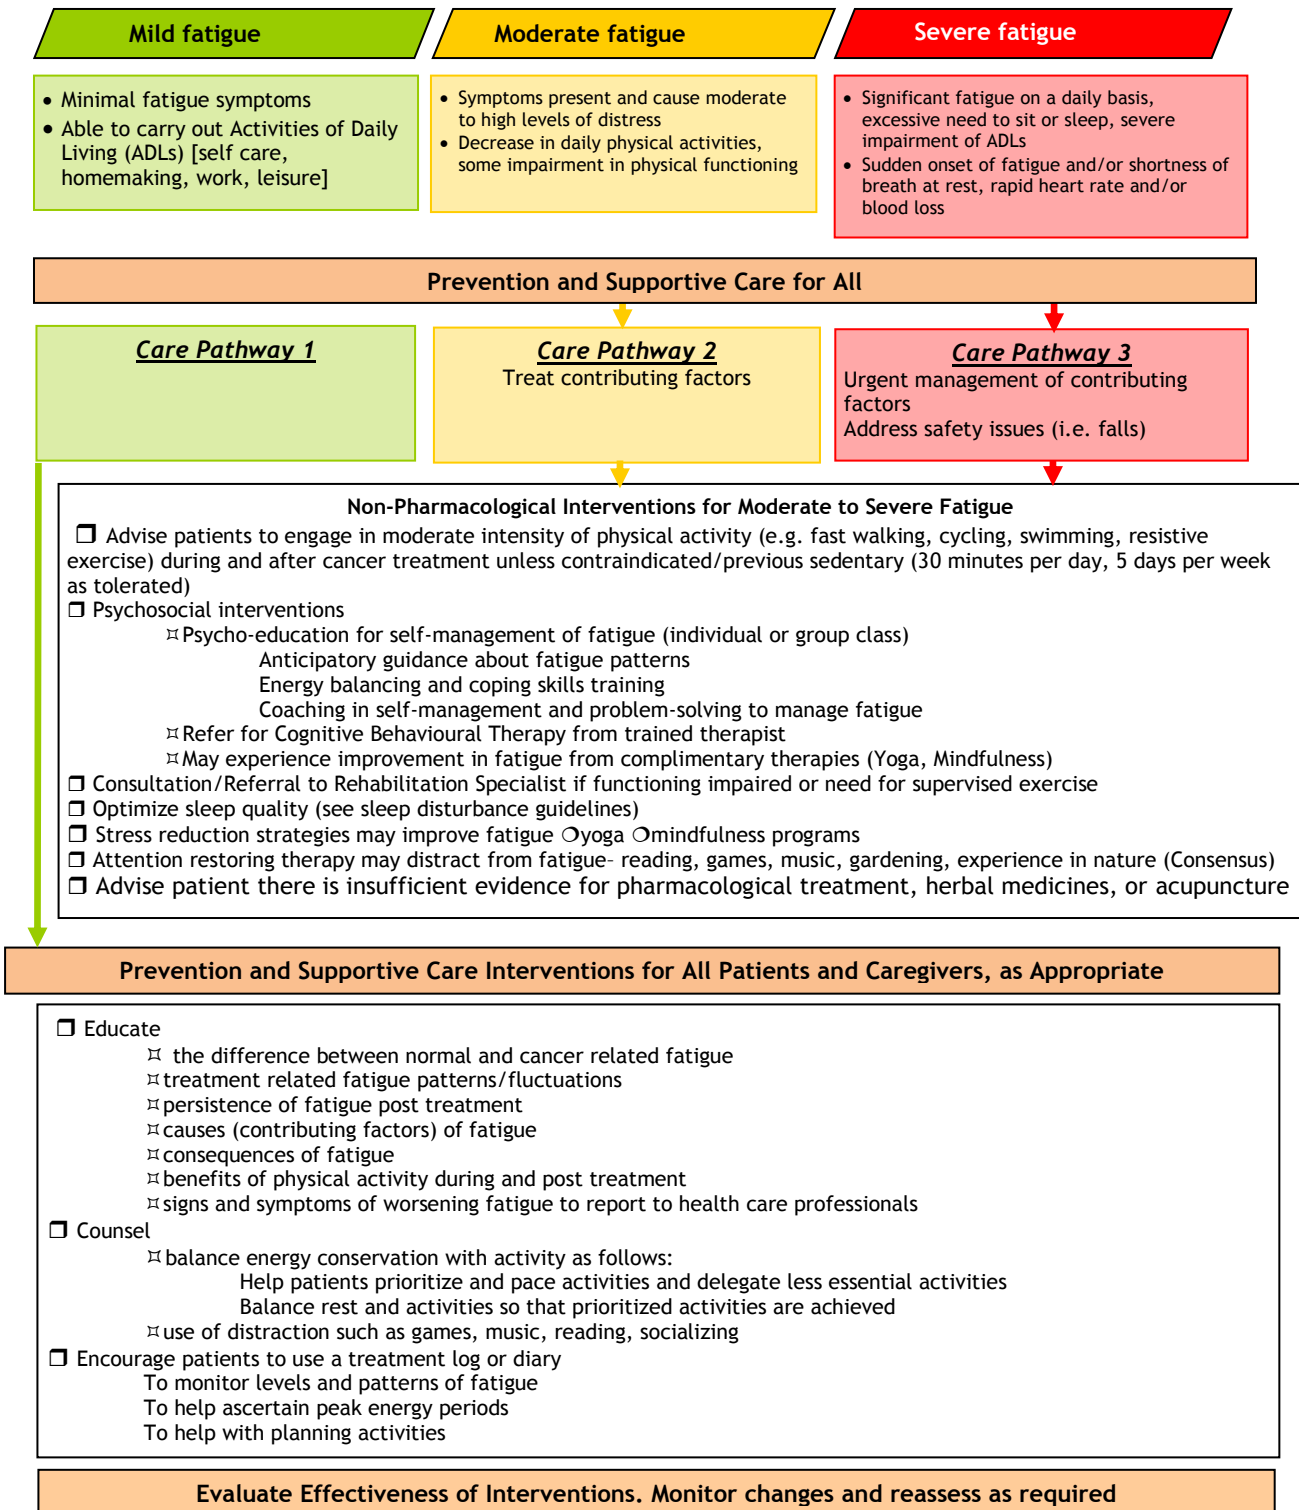 Mild fatigue
Moderate fatigue
Severe fatigue
• Minimal fatigue symptoms
• Able to carry out Activities of Daily
Living (ADLs) [self care,
homemaking, work, leisure]
• Symptoms present and cause moderate
to high levels of distress
• Decrease in daily physical activities,
some impairment in physical functioning
• Significant fatigue on a daily basis,
excessive need to sit or sleep, severe
impairment of ADLs
• Sudden onset of fatigue and/or shortness of
breath at rest, rapid heart rate and/or
blood loss
Prevention and Supportive Care for All
Care Pathway 1
Care Pathway 2
Treat contributing factors
Care Pathway 3
Urgent management of contributing
factors
Address safety issues (i.e. falls)
Non-Pharmacological Interventions for Moderate to Severe Fatigue
❒ Advise patients to engage in moderate intensity of physical activity (e.g. fast walking, cycling, swimming, resistive
exercise) during and after cancer treatment unless contraindicated/previous sedentary (30 minutes per day, 5 days per week
as tolerated)
❒ Psychosocial interventions
¤ Psycho-education for self-management of fatigue (individual or group class)
Anticipatory guidance about fatigue patterns
Energy balancing and coping skills training
Coaching in self-management and problem-solving to manage fatigue
¤ Refer for Cognitive Behavioural Therapy from trained therapist
¤ May experience improvement in fatigue from complimentary therapies (Yoga, Mindfulness)
❒ Consultation/Referral to Rehabilitation Specialist if functioning impaired or need for supervised exercise
❒ Optimize sleep quality (see sleep disturbance guidelines)
❒ Stress reduction strategies may improve fatigue ❍yoga ❍mindfulness programs
❒ Attention restoring therapy may distract from fatigue– reading, games, music, gardening, experience in nature (Consensus)
❒ Advise patient there is insufficient evidence for pharmacological treatment, herbal medicines, or acupuncture
Prevention and Supportive Care Interventions for All Patients and Caregivers, as Appropriate
❒ Educate
¤ the difference between normal and cancer related fatigue
¤ treatment related fatigue patterns/fluctuations
¤ persistence of fatigue post treatment
¤ causes (contributing factors) of fatigue
¤ consequences of fatigue
¤ benefits of physical activity during and post treatment
¤ signs and symptoms of worsening fatigue to report to health care professionals
❒ Counsel
¤ balance energy conservation with activity as follows:
Help patients prioritize and pace activities and delegate less essential activities
Balance rest and activities so that prioritized activities are achieved
¤ use of distraction such as games, music, reading, socializing
❒ Encourage patients to use a treatment log or diary
To monitor levels and patterns of fatigue
To help ascertain peak energy periods
To help with planning activities
Evaluate Effectiveness of Interventions. Monitor changes and reassess as required